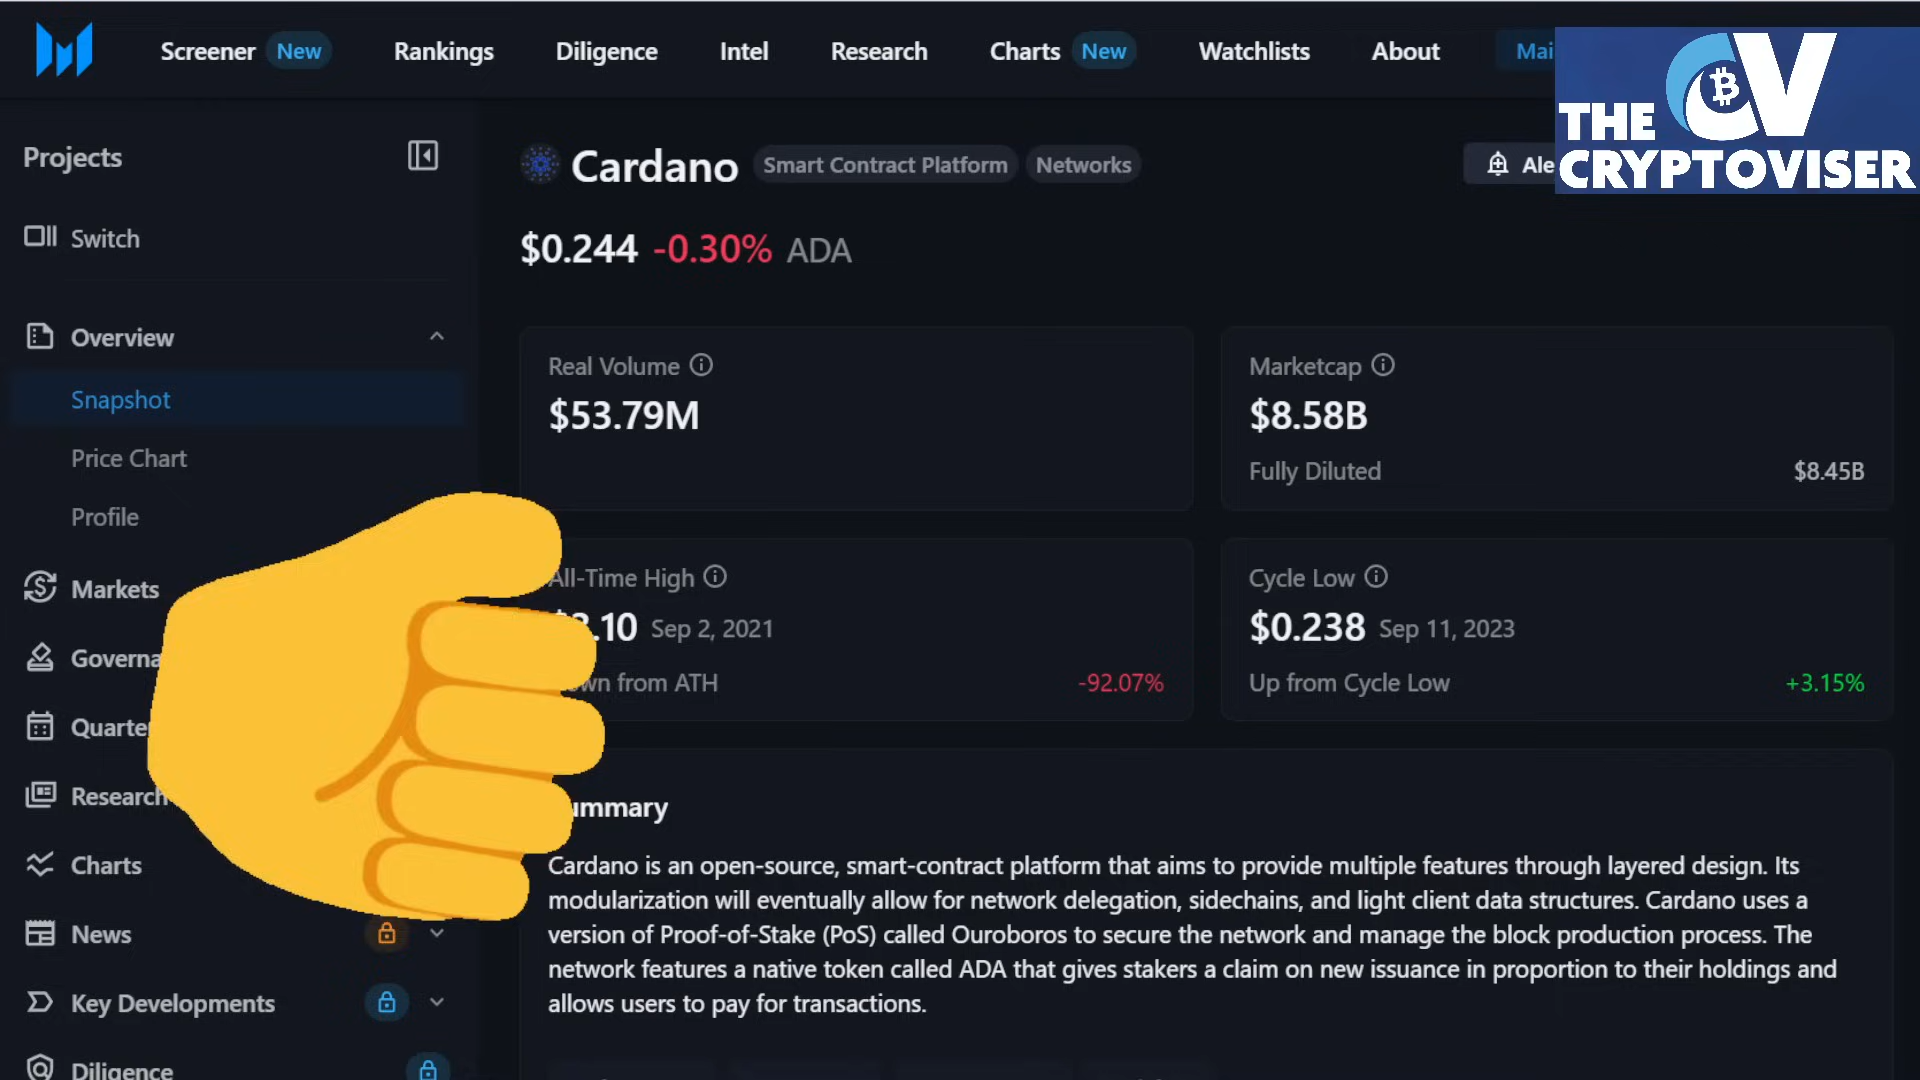 Screener New Rankings Diligence Intel Research Charts New Watchlists About Mai
THE CV
CRYPTOVISER
Projects
Switch
Overview
Snapshot
Price Chart
Profile
Markets
Governa
Quarte
Research
Charts
News
Key Developments
Diligence
Cardano Smart Contract Platform Networks
Ale
$0.244 -0.30% ADA
Real Volume
$53.79M
Marketcap
$8.58B
Fully Diluted $8.45B
All-Time High
.10 Sep 2, 2021
wn from ATH -92.07%
Cycle Low
$0.238 Sep 11, 2023
Up from Cycle Low +3.15%
ummary
Cardano is an open-source, smart-contract platform that aims to provide multiple features through layered design. Its
modularization will eventually allow for network delegation, sidechains, and light client data structures. Cardano uses a
version of Proof-of-Stake (PoS) called Ouroboros to secure the network and manage the block production process. The
network features a native token called ADA that gives stakers a claim on new issuance in proportion to their holdings and
allows users to pay for transactions.